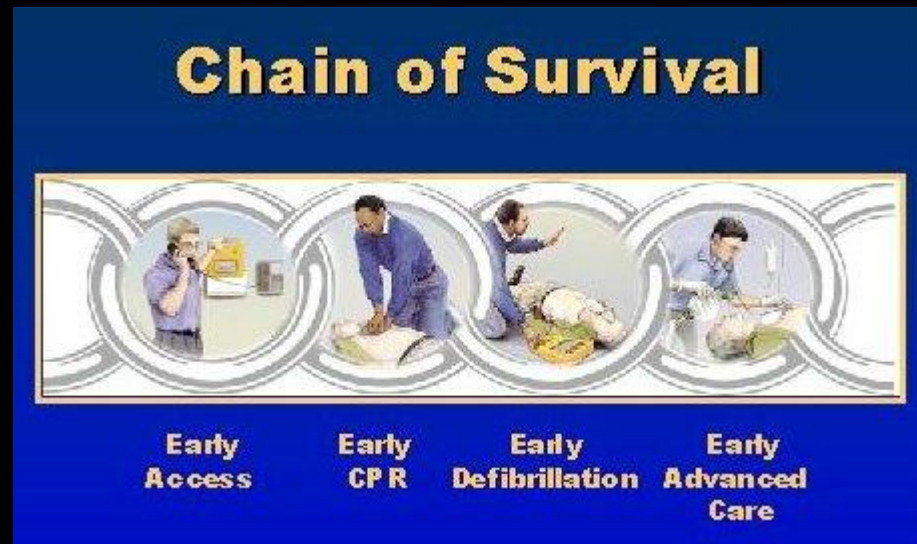 Chain of Survival
Early Access
Early CPR
Early Defibrillation
Early Advanced Care